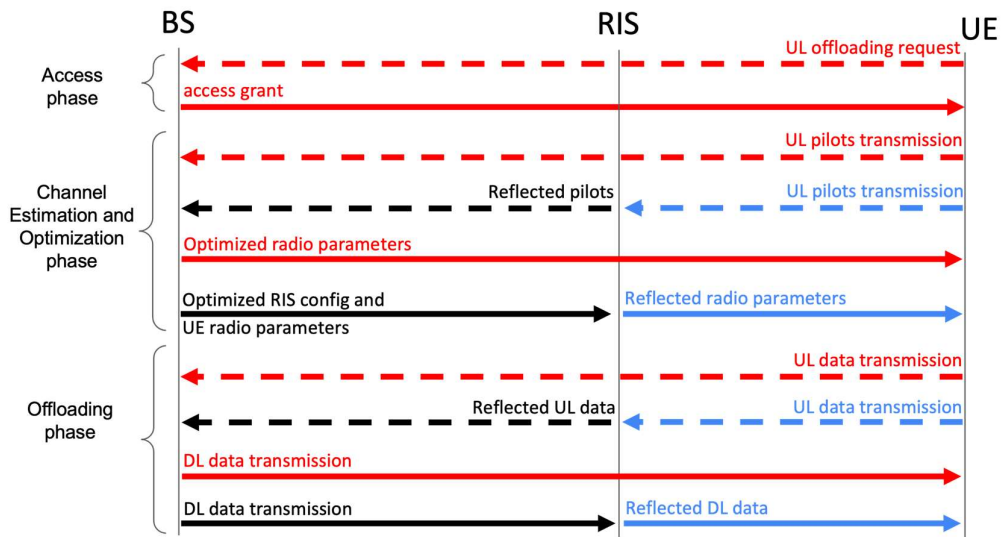 BS
RIS
UE
Access
phase
UL offloading request
access grant
Channel
Estimation and
Optimization
phase
UL pilots transmission
Reflected pilots
UL pilots transmission
Optimized radio parameters
Optimized RIS config and
UE radio parameters
Reflected radio parameters
Offloading
phase
UL data transmission
Reflected UL data
UL data transmission
DL data transmission
DL data transmission
Reflected DL data